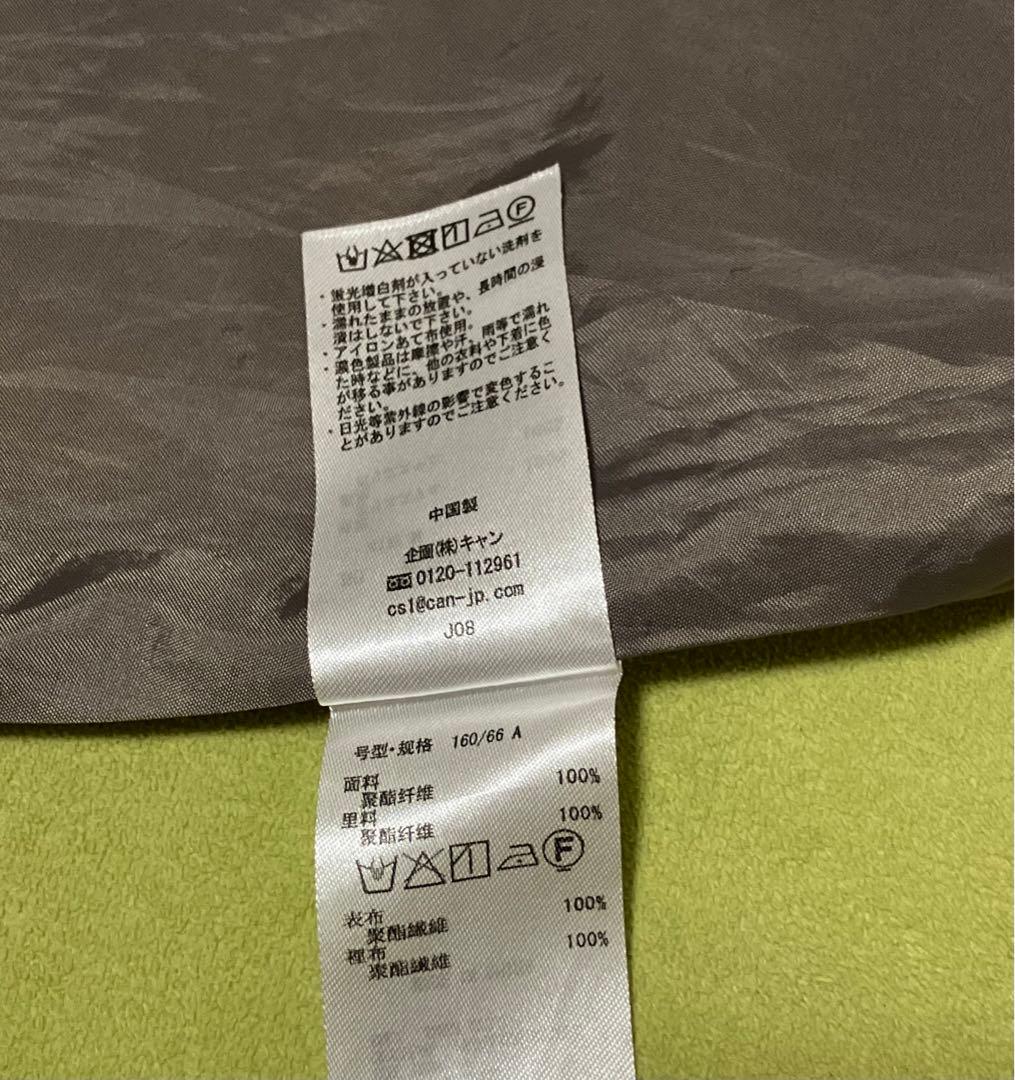 ・蛍光増白剤が入っていない洗剤を
使用して下さい。
・濡れたままの放置や、長時間の浸
漬はしないで下さい。
・アイロンあて布使用。
・濃色製品は摩擦や汗、雨等で濡れ
た時などに、他の衣料や下着に色
が移る事がありますのでご注意く
ださい。
・日光等紫外線の影響で変色するこ
とがありますのでご注意ください。
中国製
企画(株)キャン
0120-112961
cs1@can-jp.com
J08
号型・规格 160/66 A
面料
聚酯纤维 100%
里料
聚酯纤维 100%
F
表布
聚酯纖維 100%
裡布
聚酯纖維 100%